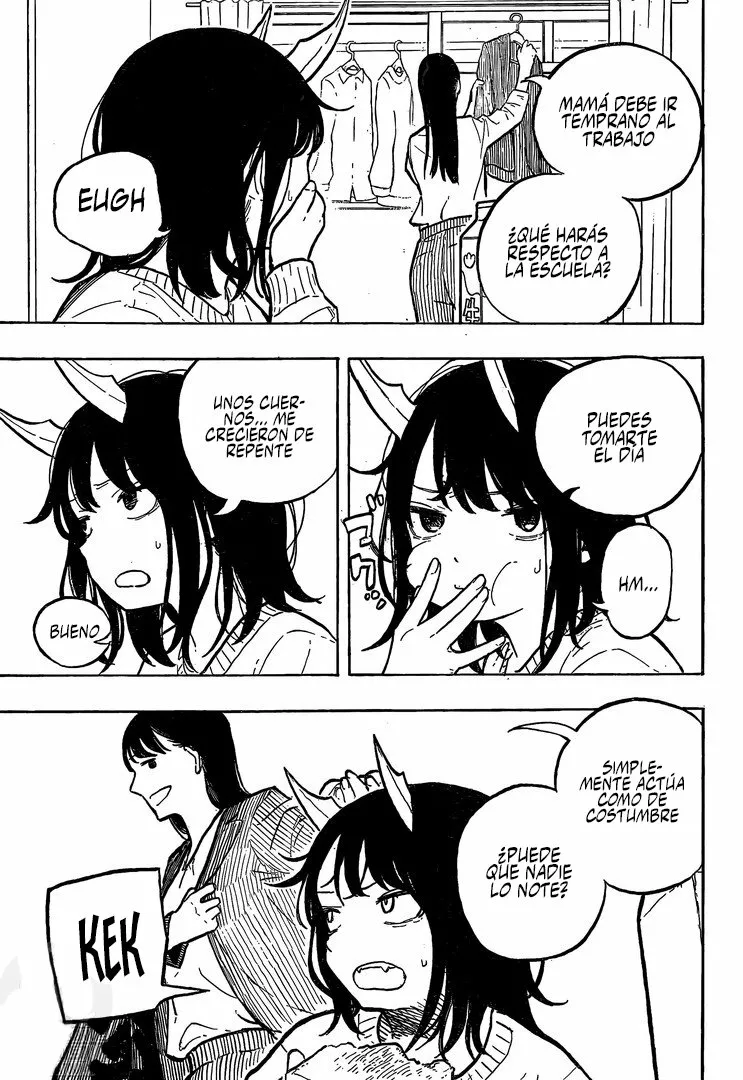 MAMÁ DEBE IR
TEMPRANO AL
TRABAJO
¿QUÉ HARÁS
RESPECTO A
LA ESCUELA?
EUGH
PUEDES
TOMARTE
EL DÍA
HM...
UNOS CUER-
NOS... ME
CRECIERON DE
REPENTE
BUENO
SIMPLE-
MENTE ACTÚA
COMO DE
COSTUMBRE
¿PUEDE
QUE NADIE
LO NOTE?
KEK